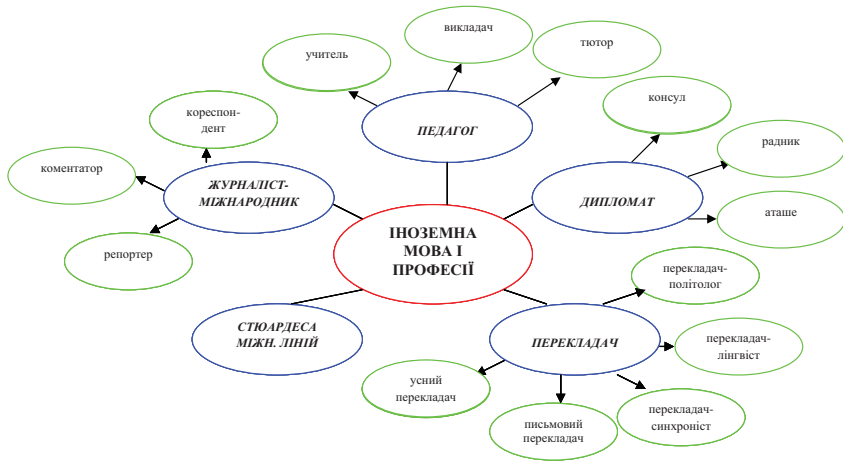 учитель
викладач
тютор
ПЕДАГОГ
консул
радник
аташе
ДИПЛОМАТ
кореспон-
дент
коментатор
репортер
ЖУРНАЛІСТ-
МІЖНАРОДНИК
ІНОЗЕМНА
МОВА І
ПРОФЕСІЇ
СТЮАРДЕСА
МІЖН. ЛІНІЙ
ПЕРЕКЛАДАЧ
перекладач-
політолог
перекладач-
лінгвіст
перекладач-
синхроніст
письмовий
перекладач
усний
перекладач